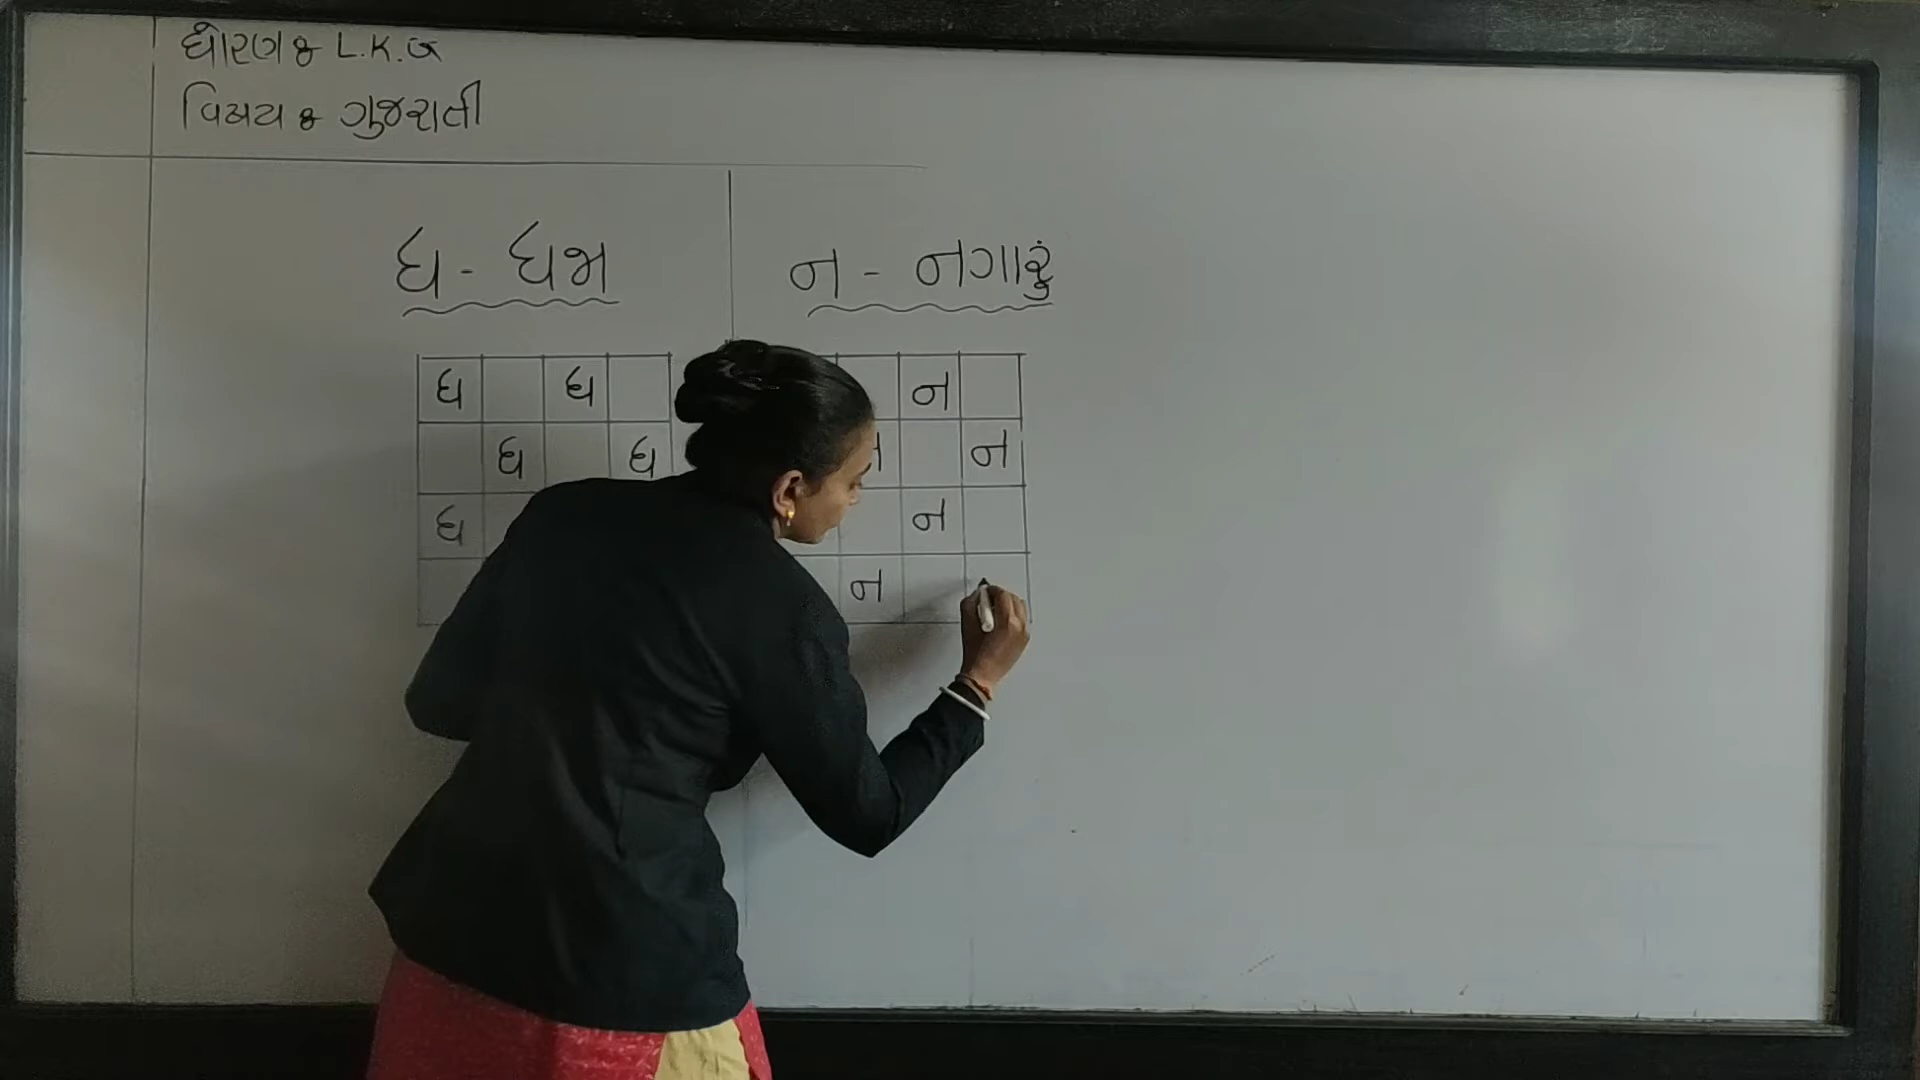 ધોરણ ઃ L.K.G
વિષય ઃ ગુજરાતી
ધ - ધજા
ન - નગારું
ધ ધ
ધ ધ
ધ
ન
ન
ન
ન